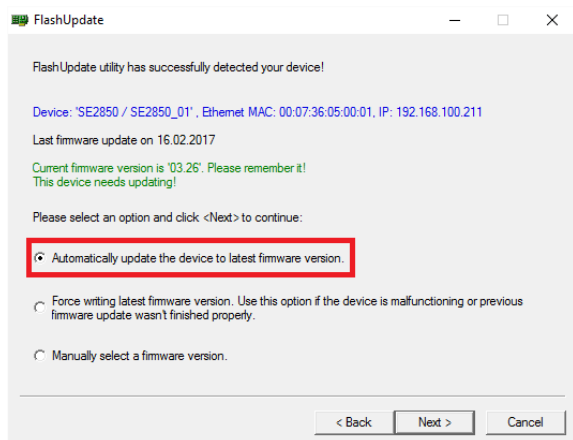 FlashUpdate
FlashUpdate utility has successfully detected your device!
Device: 'SE2850 / SE2850_01' , Ethernet MAC: 00:07:36:05:00:01, IP: 192.168.100.211
Last firmware update on 16.02.2017
Current firmware version is '03.26'. Please remember it!
This device needs updating!
Please select an option and click <Next> to continue:
Automatically update the device to latest firmware version.
Force writing latest firmware version. Use this option if the device is malfunctioning or previous
firmware update wasn't finished properly.
Manually select a firmware version.
< Back
Next >
Cancel